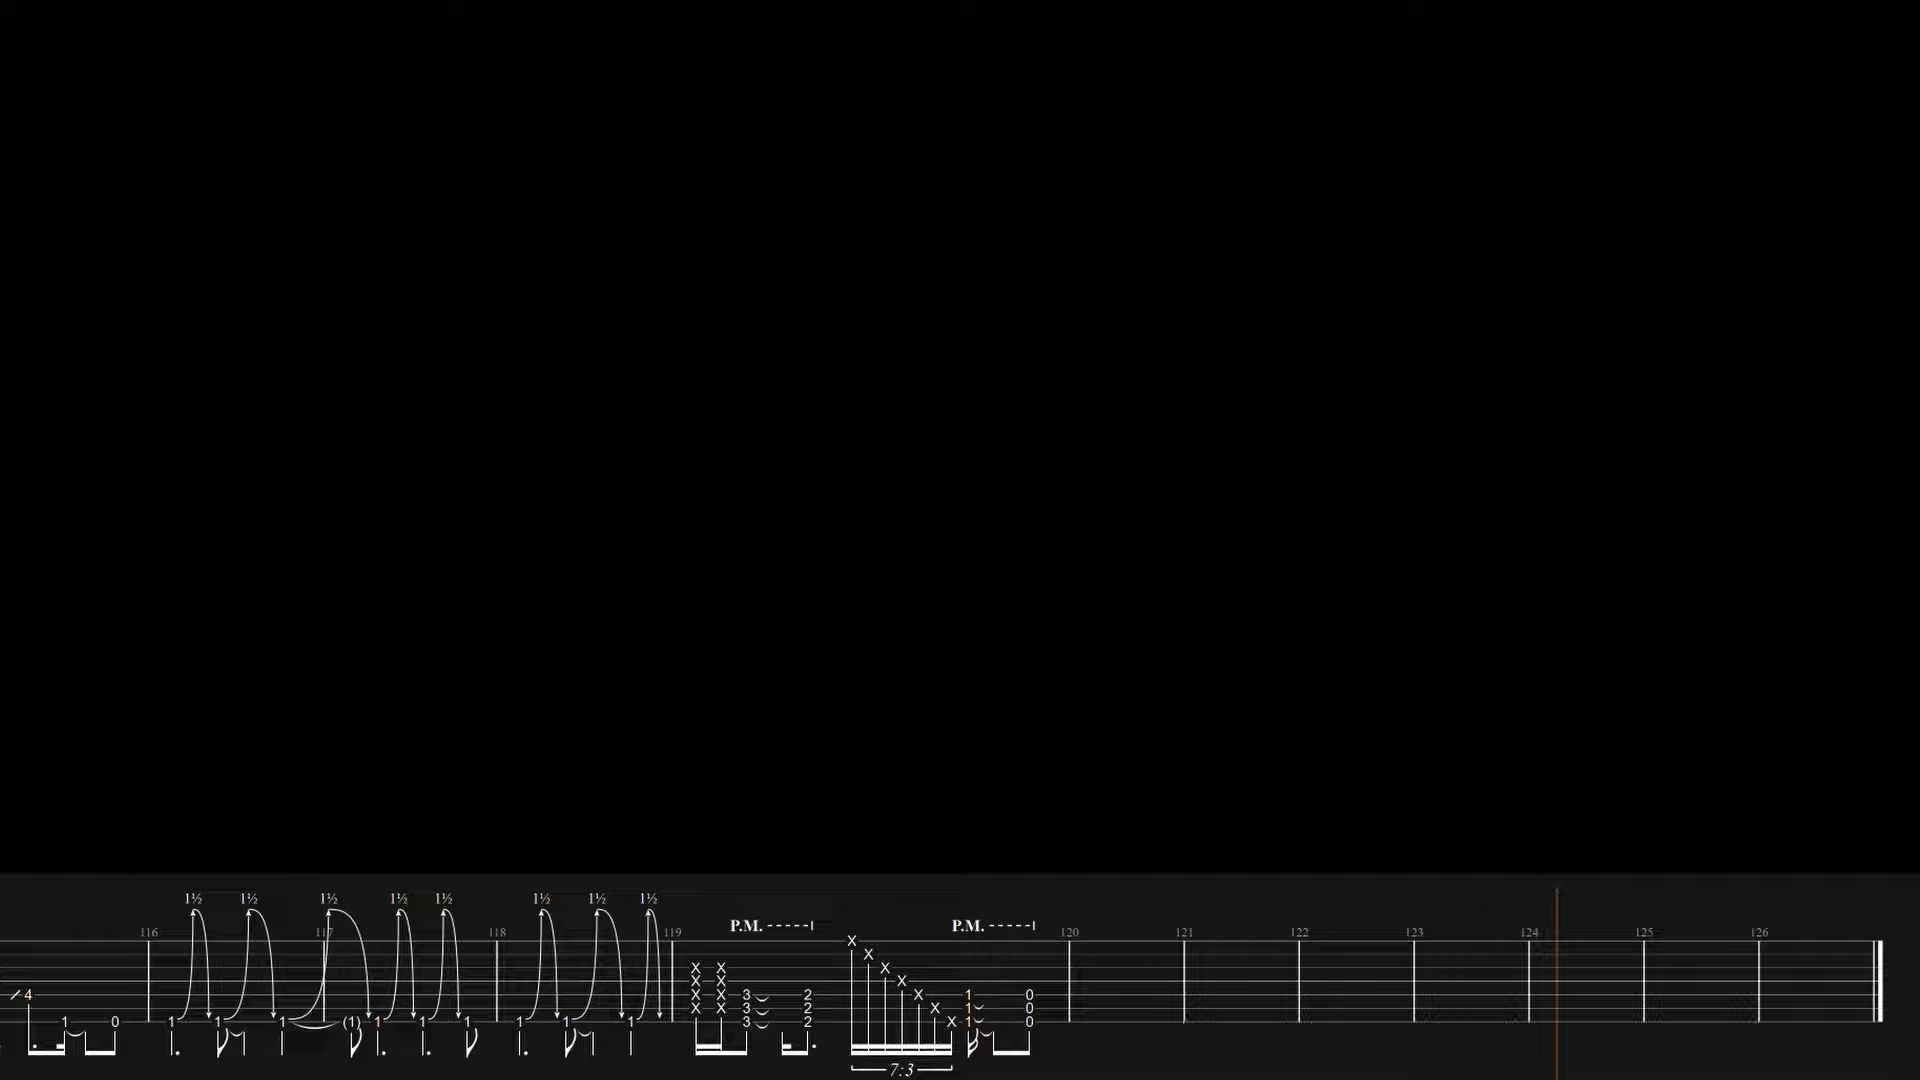 1½ 1½ 1½ 1½ 1½ 1½ 1½ 1½
P.M. -----| P.M. -----|
116 117 118 119 120 121 122 123 124 125 126
X
X
X X X
X X X
4 3 2 X 1 0
X X 3 2 X 1 0
X X
1 0 1 1 1 (1) 1 1 1 1 1 1 3 2 X 1 0
7:3